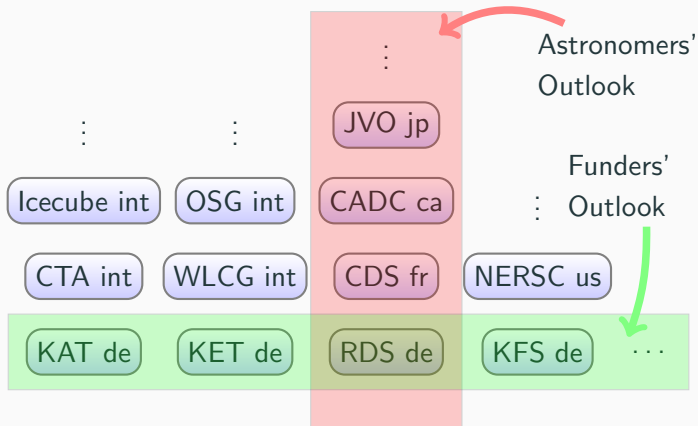 Astronomers'
Outlook
⋮
JVO jp
⋮ ⋮
Funders'
Outlook
Icecube int OSG int CADC ca ⋮
CTA int WLCG int CDS fr NERSC us
KAT de KET de RDS de KFS de ...